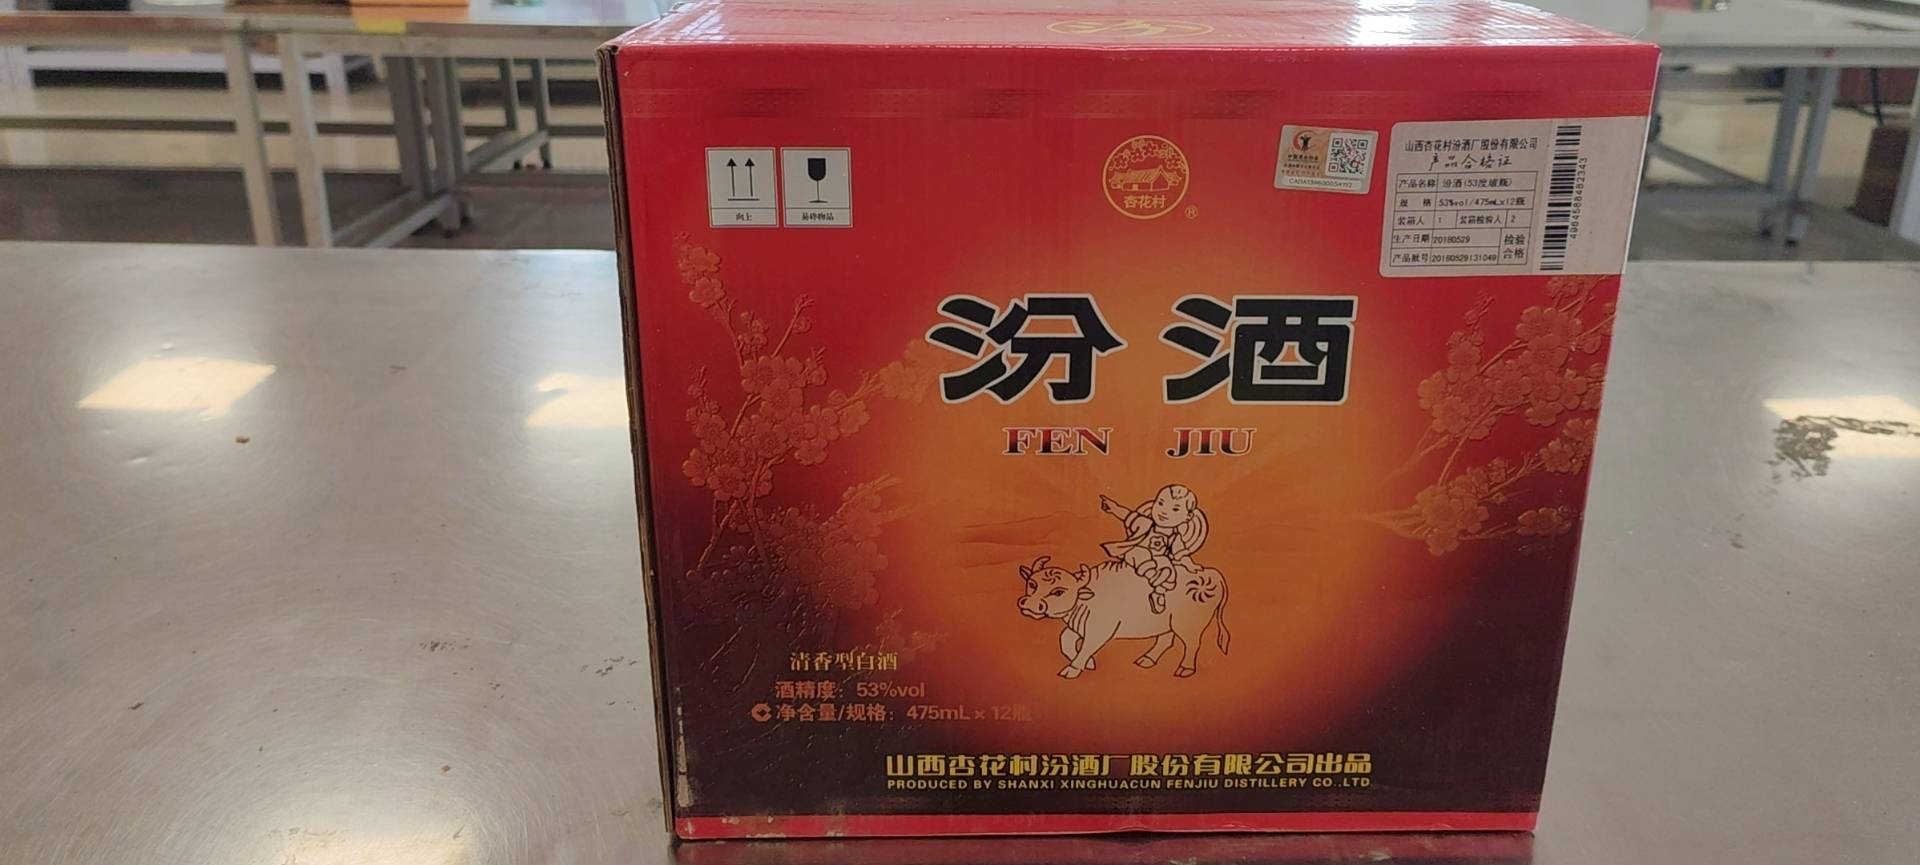 向上
易碎物品
杏花村
®
山西杏花村汾酒厂股份有限公司
产品合格证
产品名称 汾酒(53度玻瓶)
规 格 53%vol/475mLx12瓶
装箱人 1 装箱检验人 2
生产日期 20180529 检验
产品批号 20180529131049 合格
汾酒
FEN JIU
清香型白酒
酒精度：53%vol
净含量/规格：475mL×12瓶
山西杏花村汾酒厂股份有限公司出品
PRODUCED BY SHANXI XINGHUACUN FENJIU DISTILLERY CO.,LTD